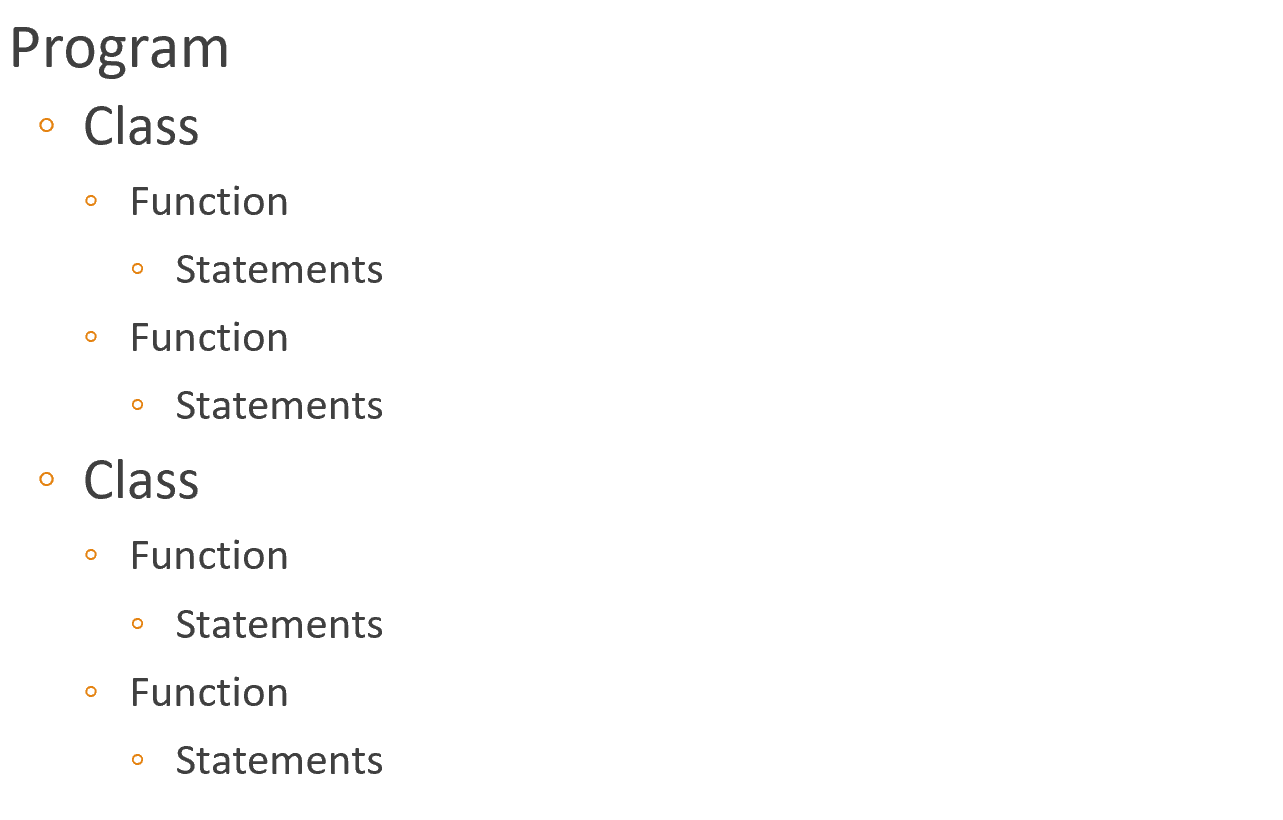 Program
Class
Function
Statements
Function
Statements
Class
Function
Statements
Function
Statements